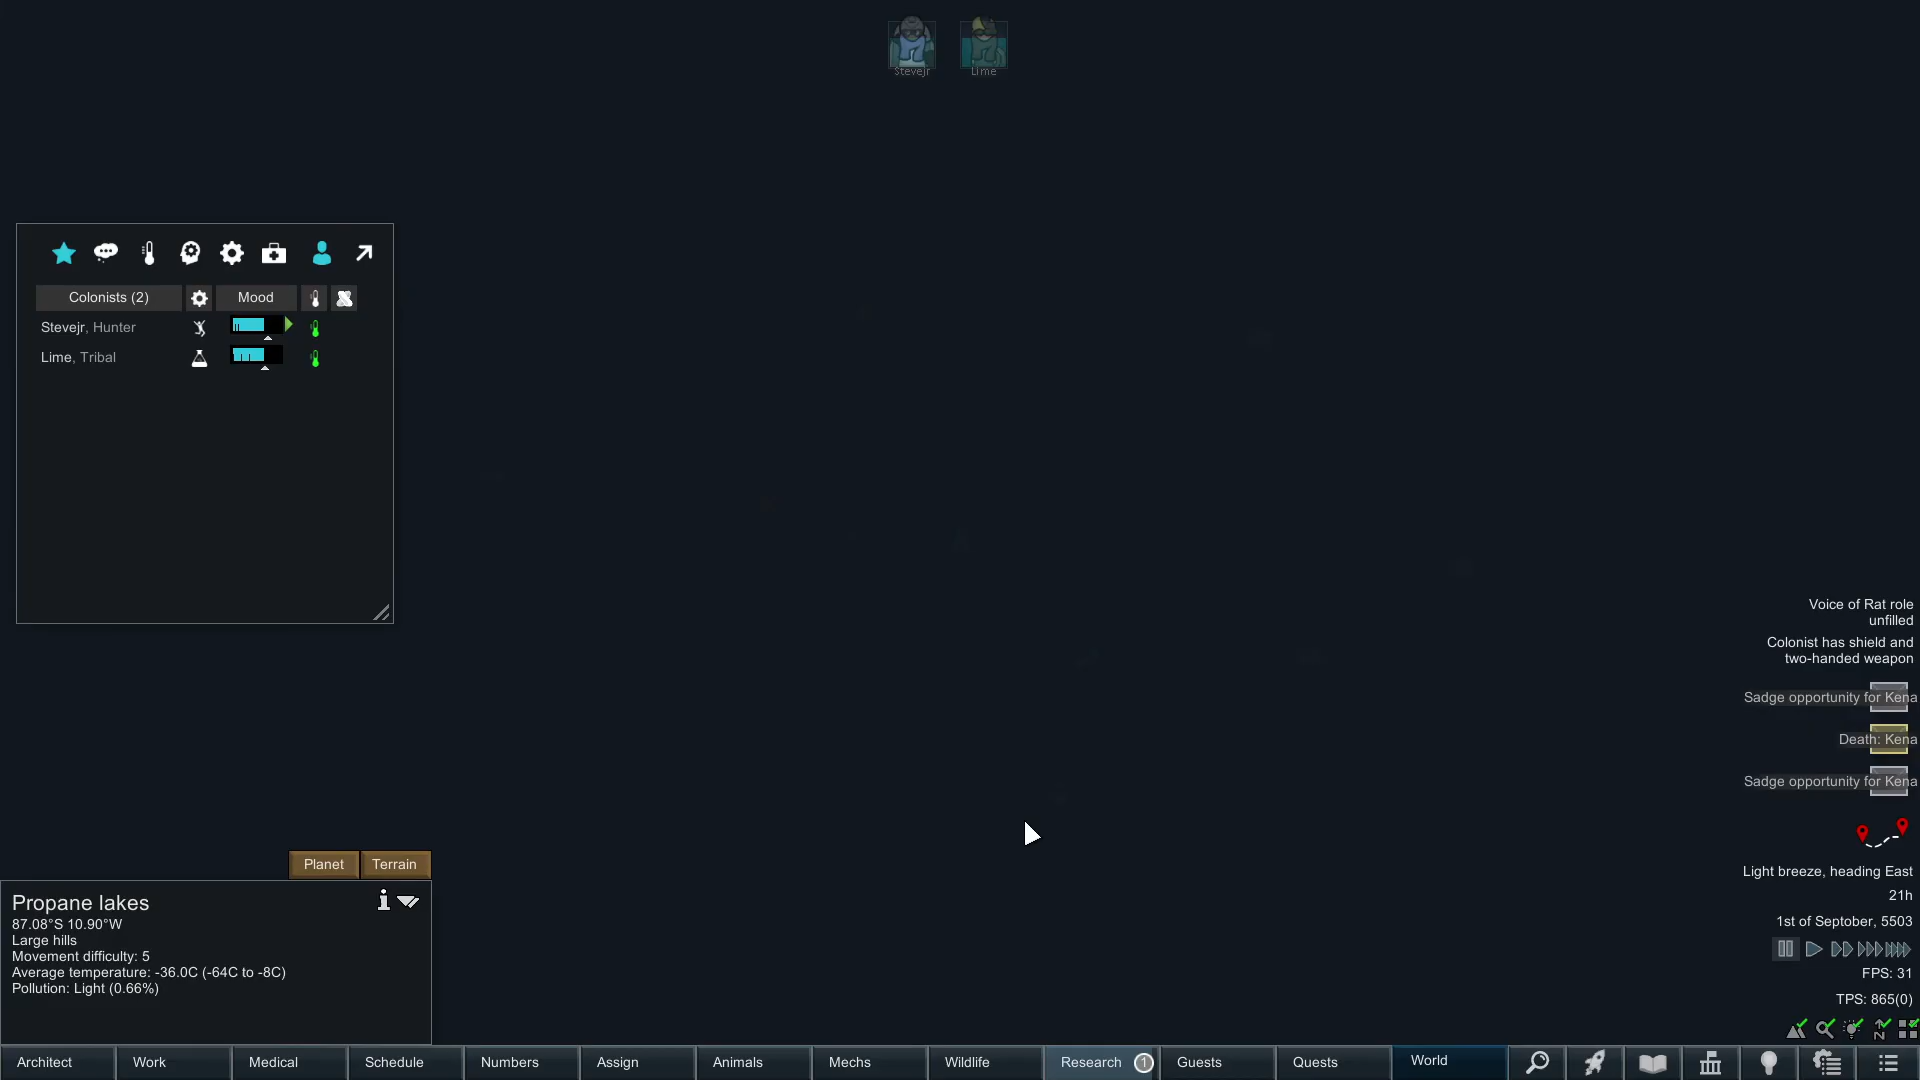 Stevejr
Lime
Colonists (2)
Mood
Stevejr, Hunter
Lime, Tribal
Voice of Rat role
unfilled
Colonist has shield and
two-handed weapon
Sadge opportunity for Kena
Death: Kena
Sadge opportunity for Kena
Light breeze, heading East
21h
1st of Septober, 5503
FPS: 31
TPS: 865(0)
Planet
Terrain
Propane lakes
87.08°S 10.90°W
Large hills
Movement difficulty: 5
Average temperature: -36.0C (-64C to -8C)
Pollution: Light (0.66%)
Architect
Work
Medical
Schedule
Numbers
Assign
Animals
Mechs
Wildlife
Research
1
Guests
Quests
World